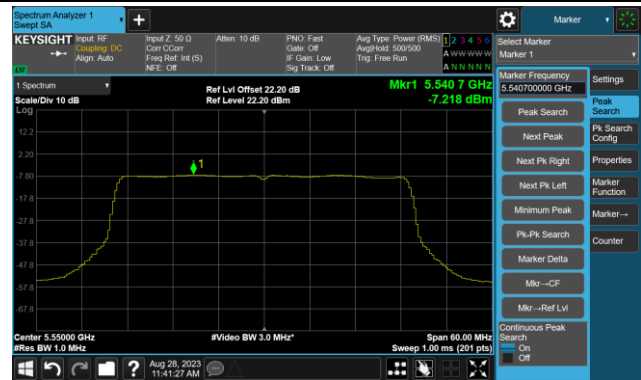 Spectrum Analyzer 1
Swept SA
Marker
KEYSIGHT
Input: RF
Coupling: DC
Align: Auto
Input Z: 50 Ω
Corr CCorr
Freq Ref: Int (S)
NFE: Off
Atten: 10 dB
PNO: Fast
Gate: Off
IF Gain: Low
Sig Track: Off
Avg Type: Power (RMS)
Avg|Hold: 500/500
Trig: Free Run
1 2 3 4 5 6
A W W W W W
A N N N N N
Select Marker
Marker 1
1 Spectrum
Scale/Div 10 dB
Log
Ref Lvl Offset 22.20 dB
Ref Level 22.20 dBm
Mkr1 5.540 7 GHz
-7.218 dBm
12.2
2.20
-7.80
-17.8
-27.8
-37.8
-47.8
-57.8
-67.8
1
Center 5.55000 GHz
#Res BW 1.0 MHz
#Video BW 3.0 MHz*
Span 60.00 MHz
Sweep 1.00 ms (201 pts)
Marker Frequency
5.540700000 GHz
Peak Search
Next Peak
Next Pk Right
Next Pk Left
Minimum Peak
Pk-Pk Search
Marker Delta
Mkr→CF
Mkr→Ref Lvl
Continuous Peak
Search
On
Off
Settings
Peak
Search
Pk Search
Config
Properties
Marker
Function
Marker→
Counter
Aug 28, 2023
11:41:27 AM